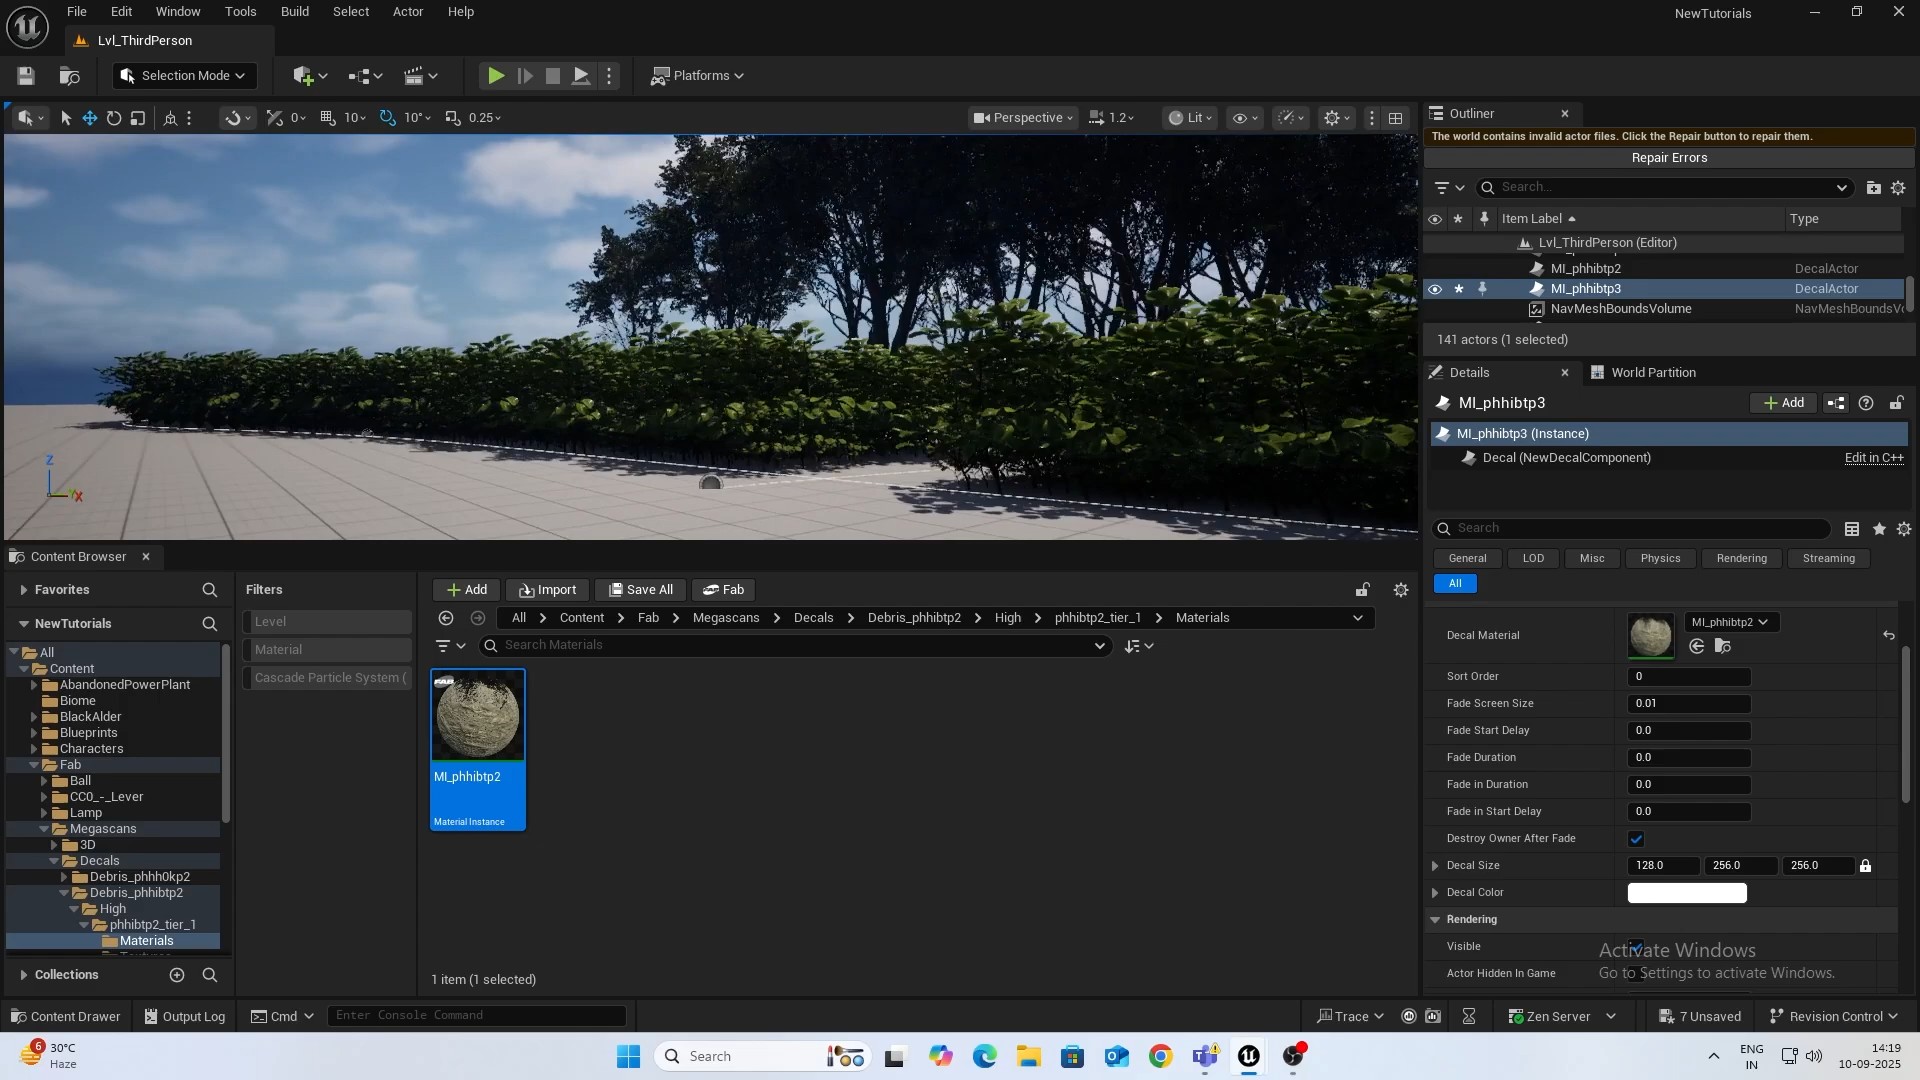 File Edit Window Tools Build Select Actor Help
NewTutorials
Lvl_ThirdPerson
Selection Mode
Platforms
0
10
10°
0.25
Perspective
1.2
Lit
Z
X
Outliner
The world contains invalid actor files. Click the Repair button to repair them.
Repair Errors
Search...
Item Label
Type
Lvl_ThirdPerson (Editor)
MI_phhibtp2
DecalActor
MI_phhibtp3
DecalActor
NavMeshBoundsVolume
NavMeshBoundsVo
141 actors (1 selected)
Details
World Partition
MI_phhibtp3
Add
MI_phhibtp3 (Instance)
Decal (NewDecalComponent)
Edit in C++
Search
General
LOD
Misc
Physics
Rendering
Streaming
All
Decal Material
MI_phhibtp2
Sort Order
0
Fade Screen Size
0.01
Fade Start Delay
0.0
Fade Duration
0.0
Fade in Duration
0.0
Fade in Start Delay
0.0
Destroy Owner After Fade
Decal Size
128.0
256.0
256.0
Decal Color
Rendering
Visible
Actor Hidden In Game
Activate Windows
Go to Settings to activate Windows.
Content Browser
Favorites
NewTutorials
All
Content
AbandonedPowerPlant
Biome
BlackAlder
Blueprints
Characters
Fab
Ball
CC0_-_Lever
Lamp
Megascans
3D
Decals
Debris_phhh0kp2
Debris_phhibtp2
High
phhibtp2_tier_1
Materials
Collections
Filters
Level
Material
Cascade Particle System (
Add
Import
Save All
Fab
All > Content > Fab > Megascans > Decals > Debris_phhibtp2 > High > phhibtp2_tier_1 > Materials
Search Materials
FAB
MI_phhibtp2
Material Instance
1 item (1 selected)
Content Drawer
Output Log
Cmd
Enter Console Command
Trace
Zen Server
7 Unsaved
Revision Control
6
30°C
Haze
Search
ENG
IN
14:19
10-09-2025